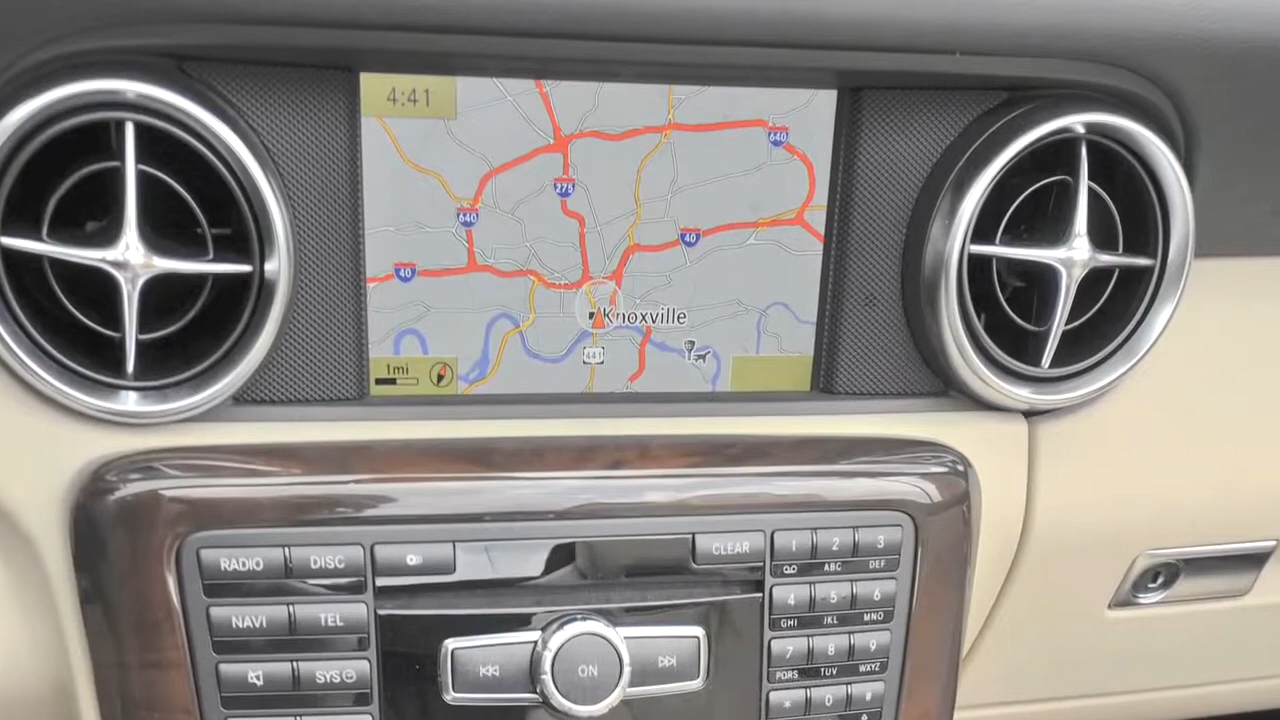 4:41
640
275
640
40
40
Knoxville
441
1mi
RADIO
DISC
CLEAR
1
2
ABC
3
DEF
NAVI
TEL
4
GHI
5
JKL
6
MNO
SYS
ON
7
PQRS
8
TUV
9
WXYZ
*
0
#